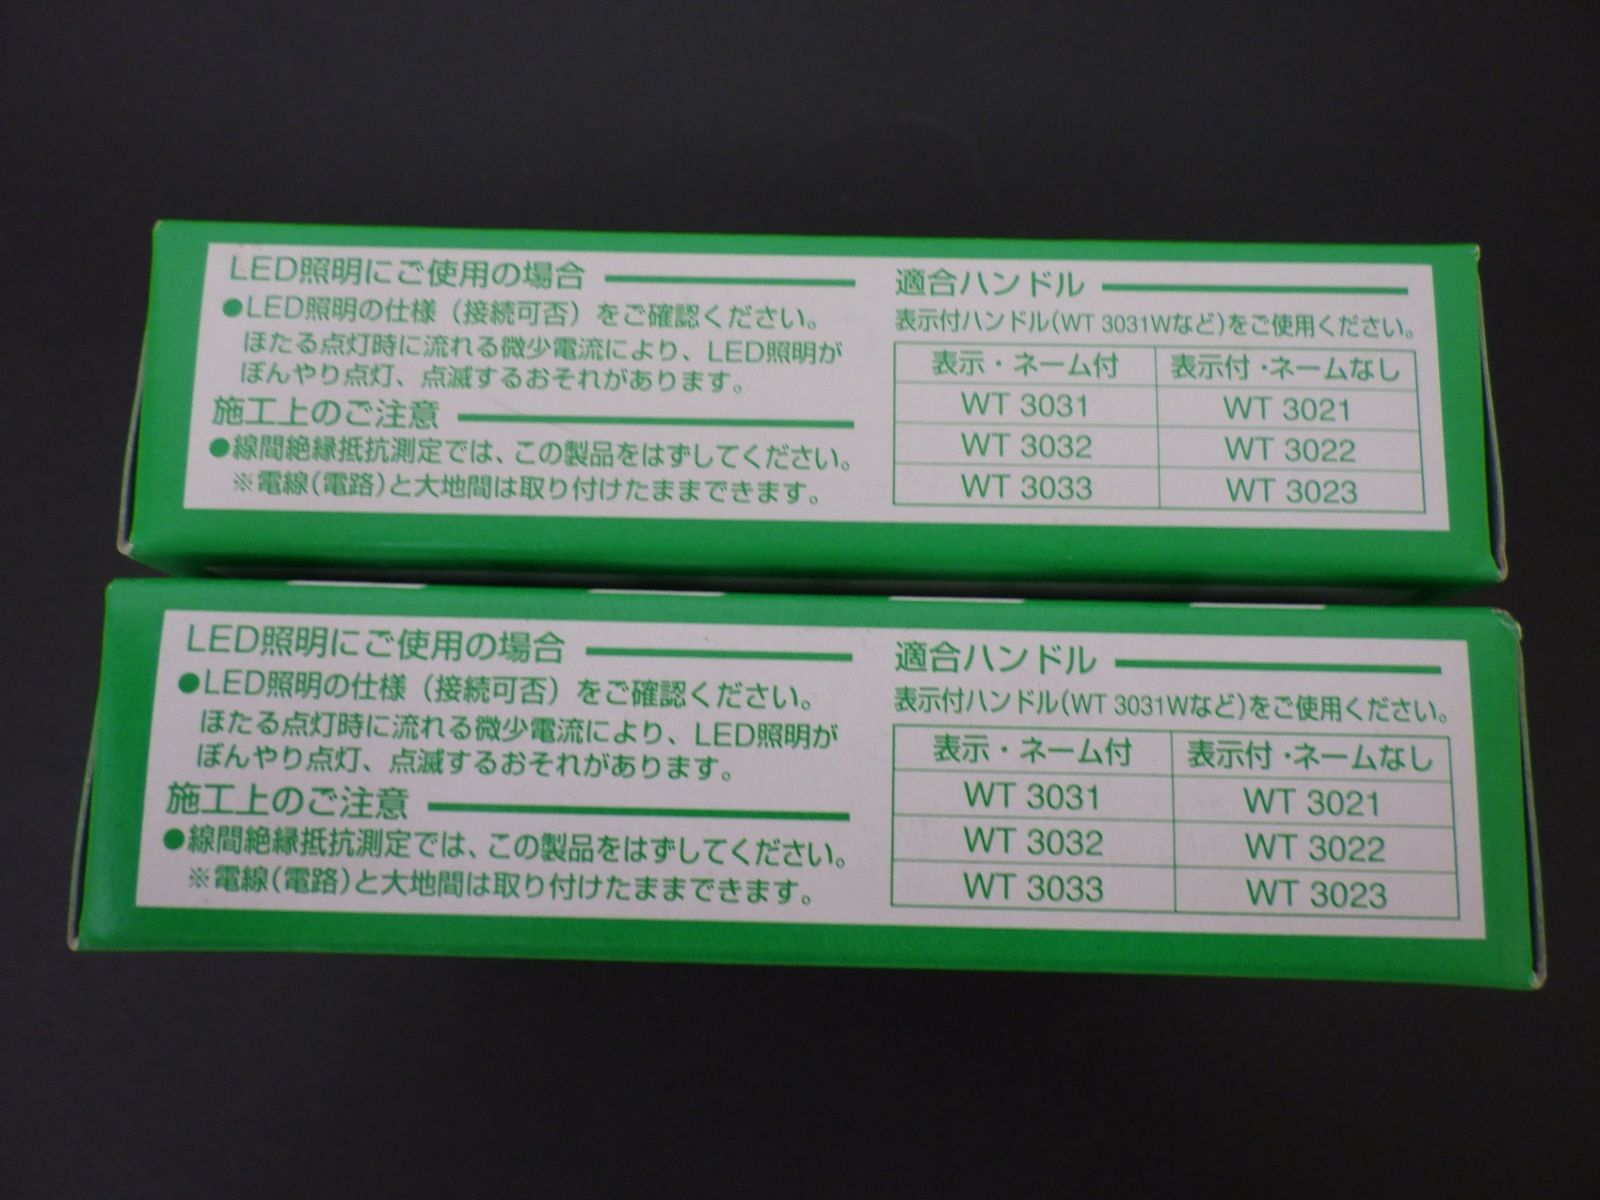 LED照明にご使用の場合
●LED照明の仕様（接続可否）をご確認ください。
ほたる点灯時に流れる微少電流により、LED照明が
ぼんやり点灯、点滅するおそれがあります。
施工上のご注意
●線間絶縁抵抗測定では、この製品をはずしてください。
※電線（電路）と大地間は取り付けたままできます。
適合ハンドル
表示付ハンドル（WT 3031Wなど）をご使用ください。
表示・ネーム付 表示付・ネームなし
WT 3031 WT 3021
WT 3032 WT 3022
WT 3033 WT 3023
LED照明にご使用の場合
●LED照明の仕様（接続可否）をご確認ください。
ほたる点灯時に流れる微少電流により、LED照明が
ぼんやり点灯、点滅するおそれがあります。
施工上のご注意
●線間絶縁抵抗測定では、この製品をはずしてください。
※電線（電路）と大地間は取り付けたままできます。
適合ハンドル
表示付ハンドル（WT 3031Wなど）をご使用ください。
表示・ネーム付 表示付・ネームなし
WT 3031 WT 3021
WT 3032 WT 3022
WT 3033 WT 3023